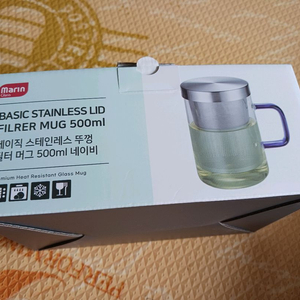 Marin
BASIC STAINLESS LID
FILRER MUG 500ml
베이직 스테인레스 뚜껑
필터 머그 500ml 네이비
Premium Heat Resistant Glass Mug